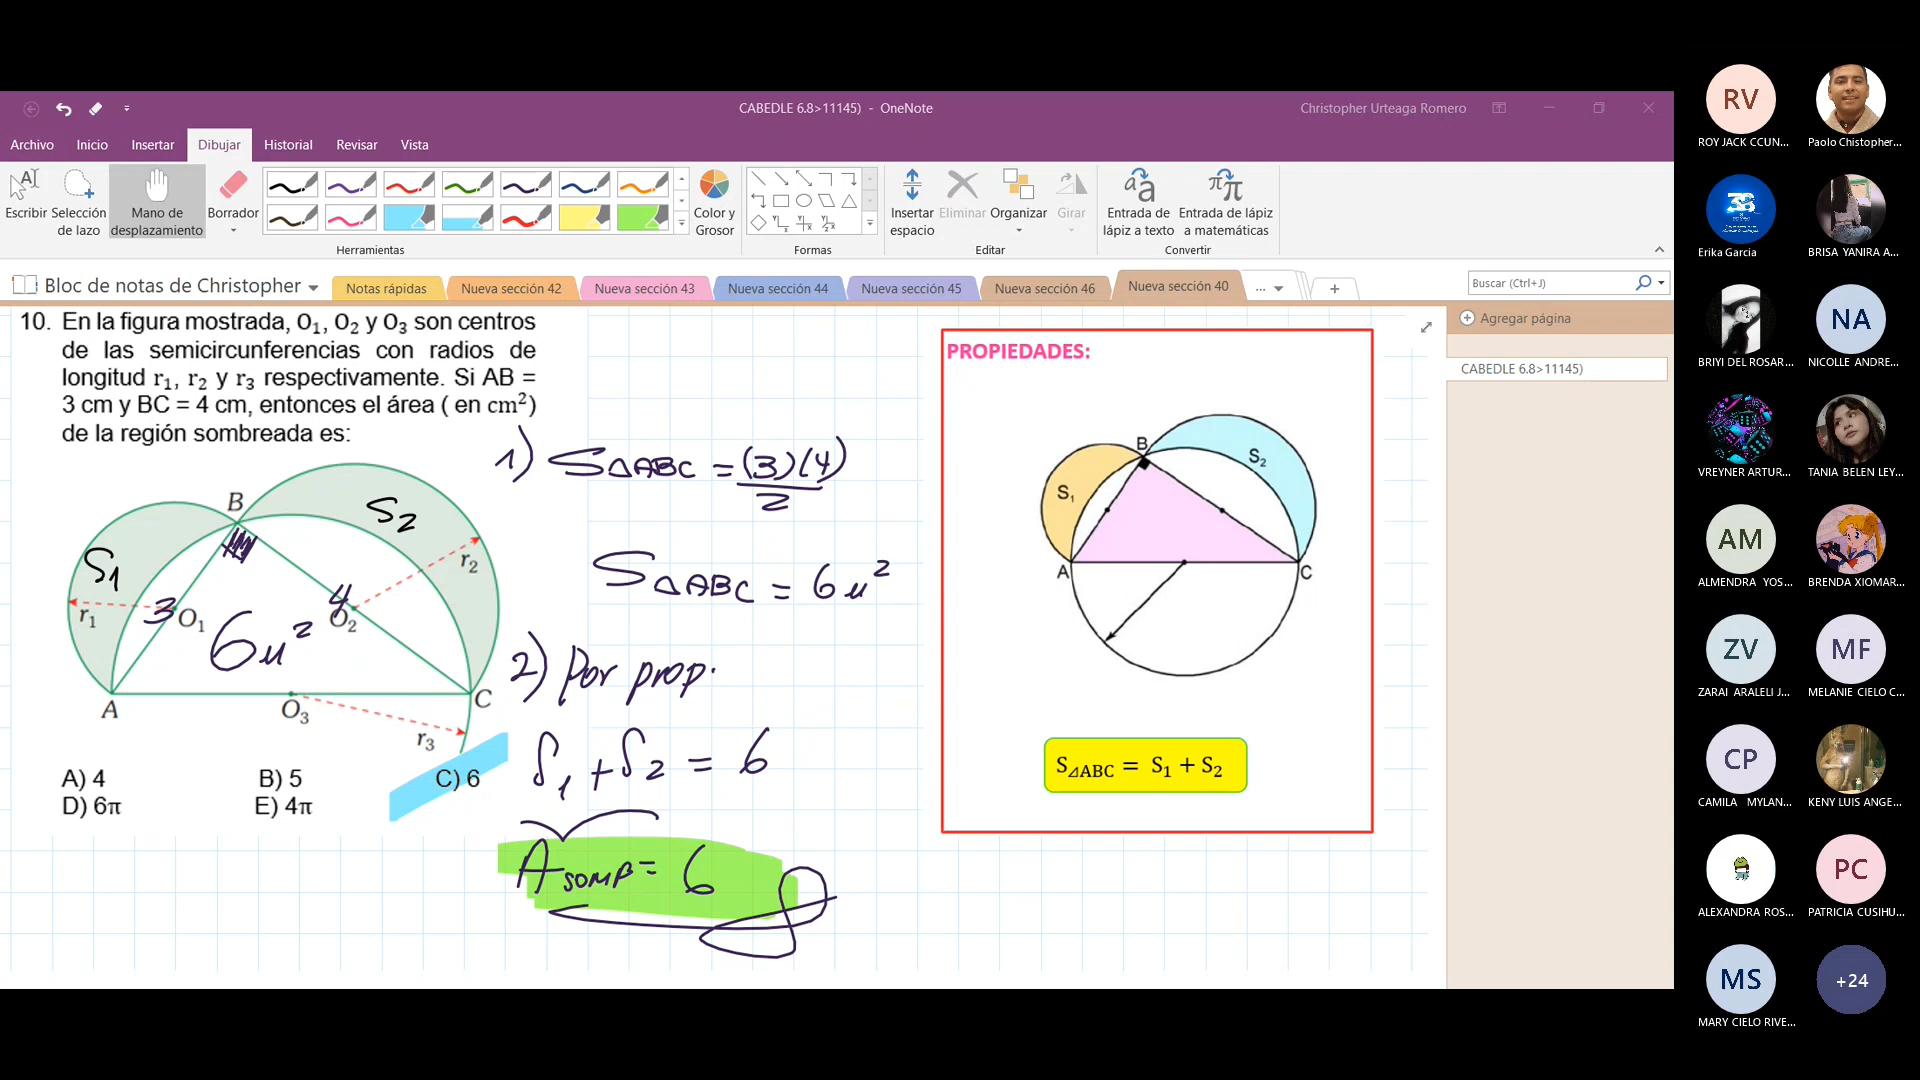 CABEDLE 6.8>11145) - OneNote
Christopher Urteaga Romero
Archivo Inicio Insertar Dibujar Historial Revisar Vista
Escribir
Selección de lazo
Mano de desplazamiento
Borrador
Color y Grosor
Insertar espacio
Eliminar
Organizar
Girar
Entrada de lápiz a texto
Entrada de lápiz a matemáticas
Herramientas
Formas
Editar
Convertir
Bloc de notas de Christopher
Notas rápidas
Nueva sección 42
Nueva sección 43
Nueva sección 44
Nueva sección 45
Nueva sección 46
Nueva sección 40
...
Buscar (Ctrl+J)
Agregar página
CABEDLE 6.8>11145)
10. En la figura mostrada, O₁, O₂ y O₃ son centros
de las semicircunferencias con radios de
longitud r₁, r₂ y r₃ respectivamente. Si AB =
3 cm y BC = 4 cm, entonces el área ( en cm²)
de la región sombreada es:
B
S₂
S₁
r₂
r₁
3
O₁
4
O₂
6u²
A
O₃
C
r₃
A) 4 B) 5 C) 6
D) 6π E) 4π
1) S△ABC = (3)(4)/2
S△ABC = 6u²
2) Por prop.
S₁ + S₂ = 6
A SOMB = 6
PROPIEDADES:
B
S₂
S₁
A
C
S⊿ABC = S₁ + S₂
RV
ROY JACK CCUN...
Paolo Chistopher...
3B
Erika Garcia
BRISA YANIRA A...
BRIYI DEL ROSAR...
NA
NICOLLE ANDRE...
VREYNER ARTUR...
TANIA BELEN LEY...
AM
ALMENDRA YOS...
BRENDA XIOMAR...
ZV
ZARAI ARALELI J...
MF
MELANIE CIELO C...
CP
CAMILA MYLAN...
KENY LUIS ANGE...
ALEXANDRA ROS...
PC
PATRICIA CUSIHU...
MS
MARY CIELO RIVE...
+24